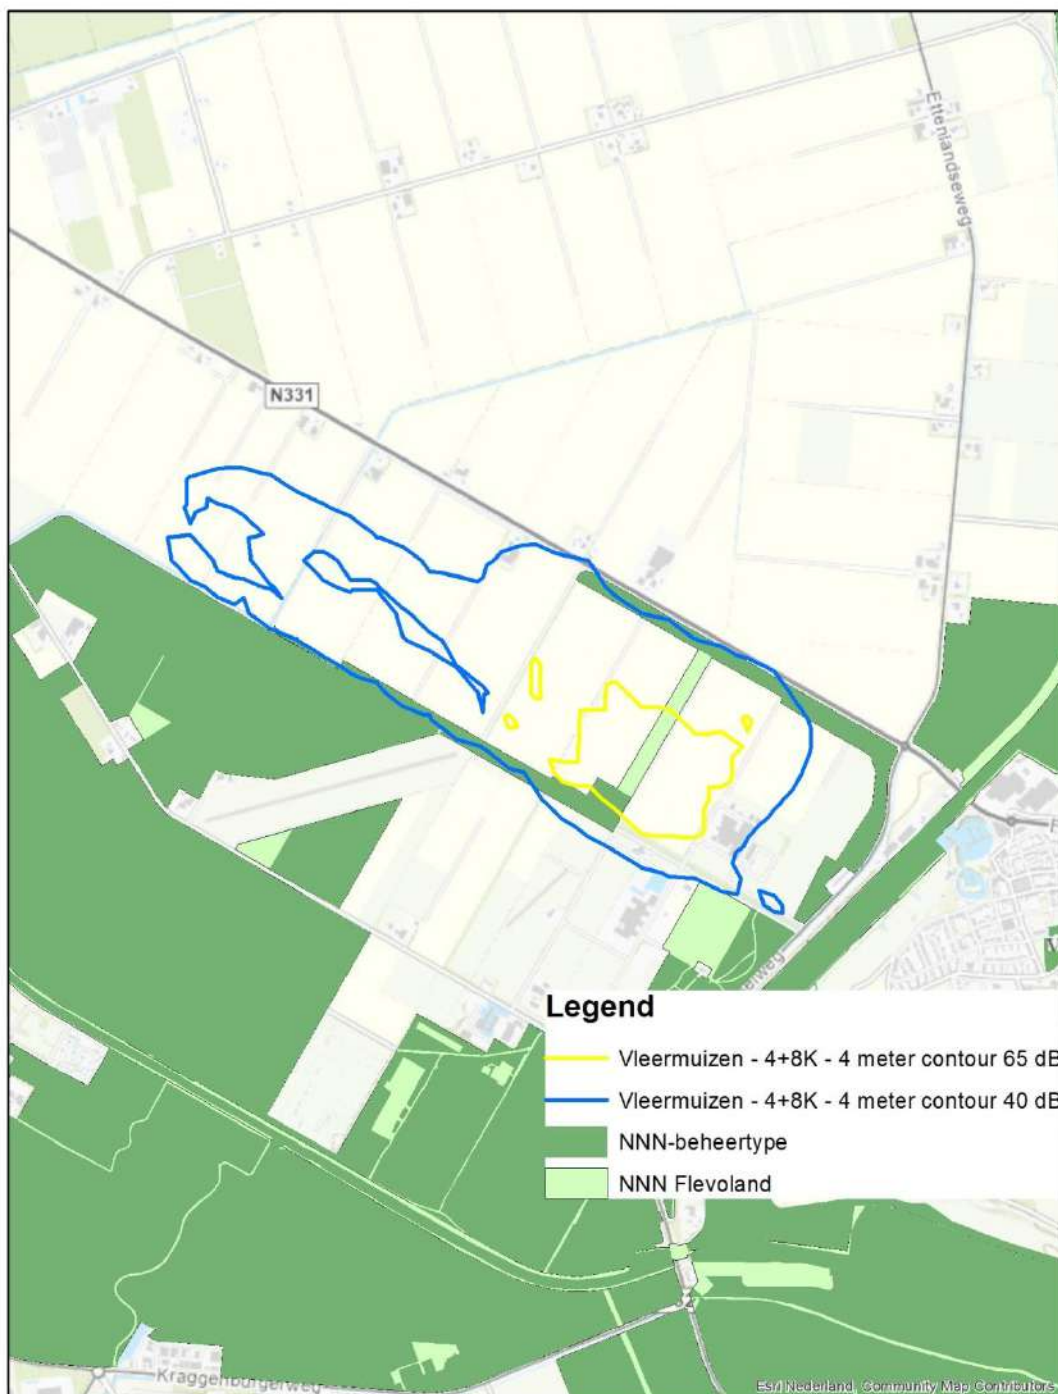 Ettenlandseweg
N331
Legend
Vleermuizen - 4+8K - 4 meter contour 65 dB
Vleermuizen - 4+8K - 4 meter contour 40 dB
NNN-beheertype
NNN Flevoland
Kraggenburgerweg
Esri Nederland, Community Map Contributors